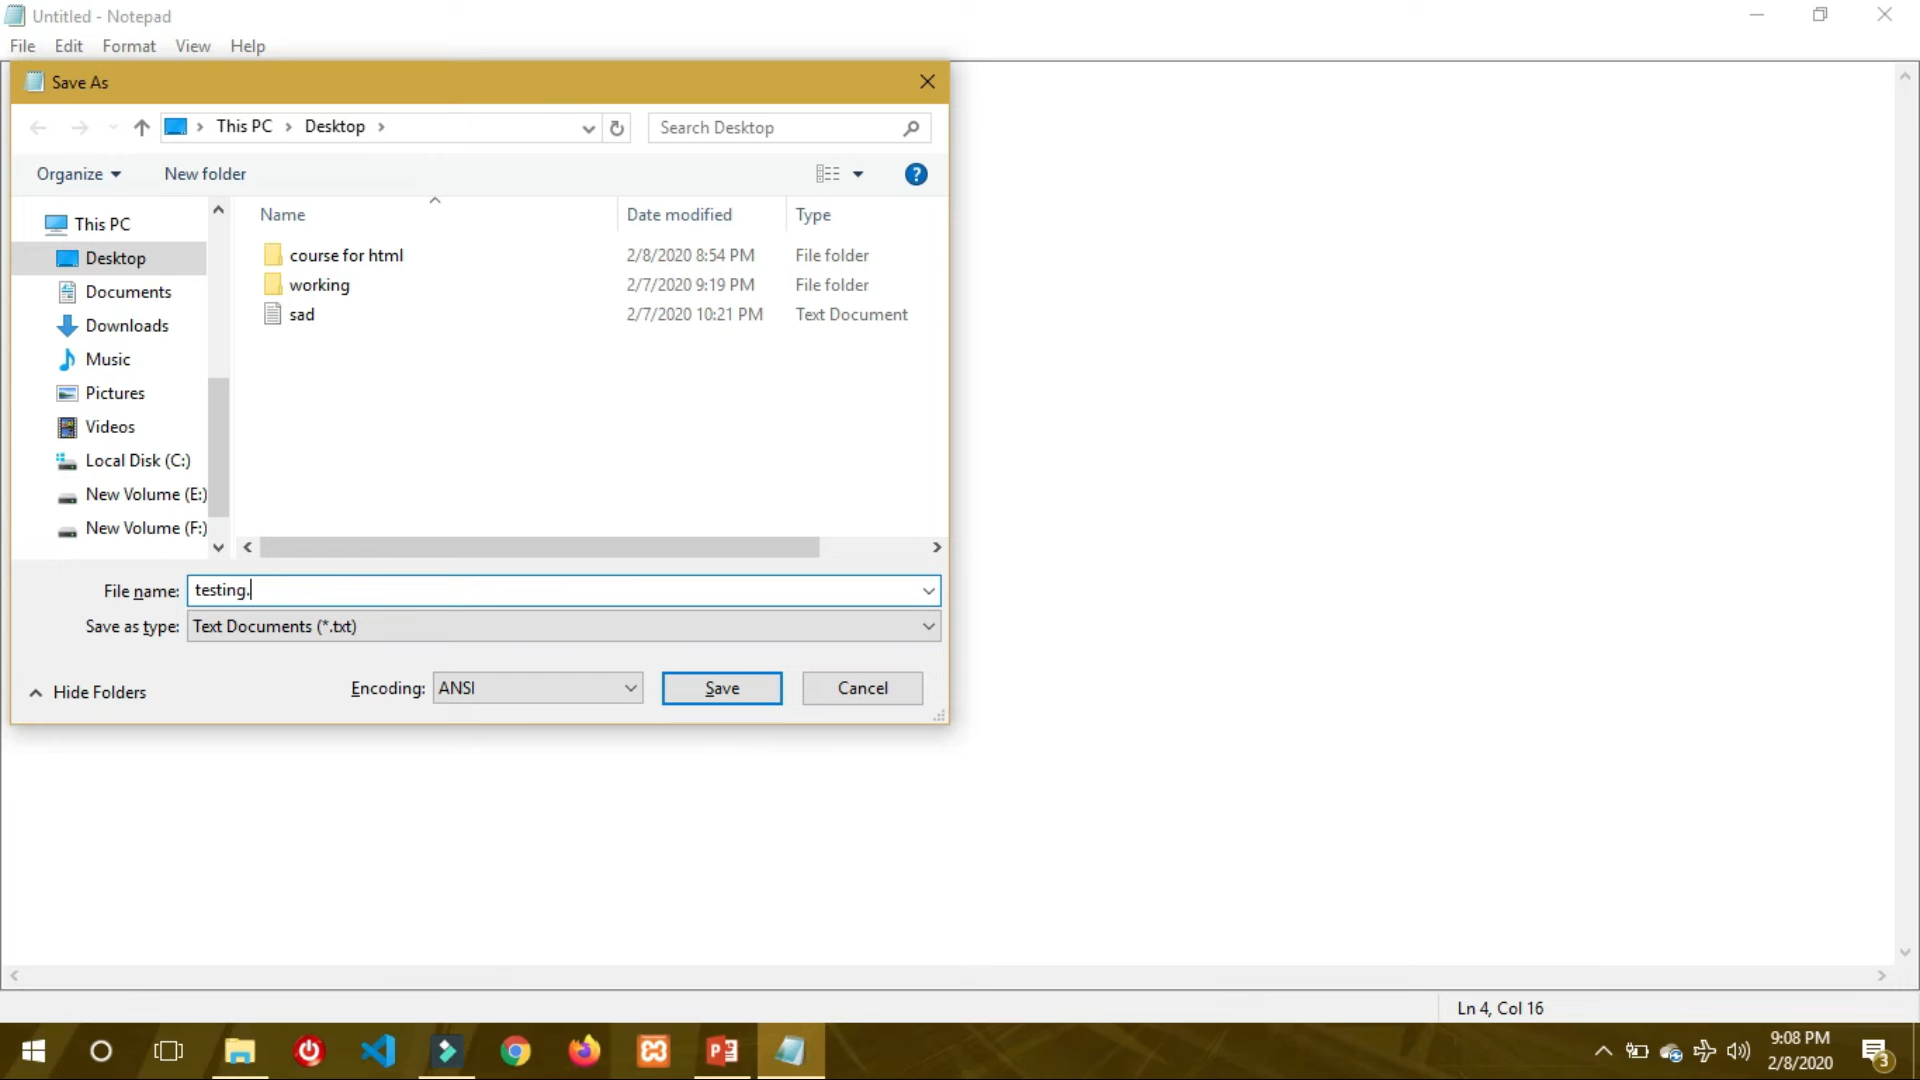 Untitled - Notepad
File Edit Format View Help
Save As
This PC Desktop
Search Desktop
Organize New folder
?
Name Date modified Type
This PC
Desktop
Documents
Downloads
Music
Pictures
Videos
Local Disk (C:)
New Volume (E:)
New Volume (F:)
course for html 2/8/2020 8:54 PM File folder
working 2/7/2020 9:19 PM File folder
sad 2/7/2020 10:21 PM Text Document
File name: testing.
Save as type: Text Documents (*.txt)
Hide Folders Encoding: ANSI Save Cancel
Ln 4, Col 16
9:08 PM
2/8/2020
3